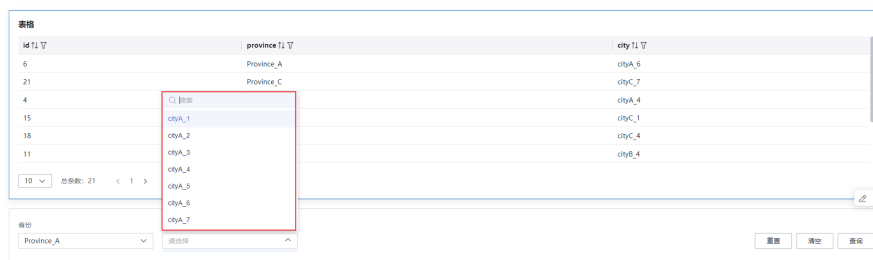 表格
id province city
6 Province_A cityA_6
21 Province_C cityC_7
4 cityA_4
15 cityC_1
18 cityC_4
11 cityB_4
搜索
cityA_1
cityA_2
cityA_3
cityA_4
cityA_5
cityA_6
cityA_7
10 总条数: 21 < 1 >
省份
Province_A 请选择 重置 清空 查询